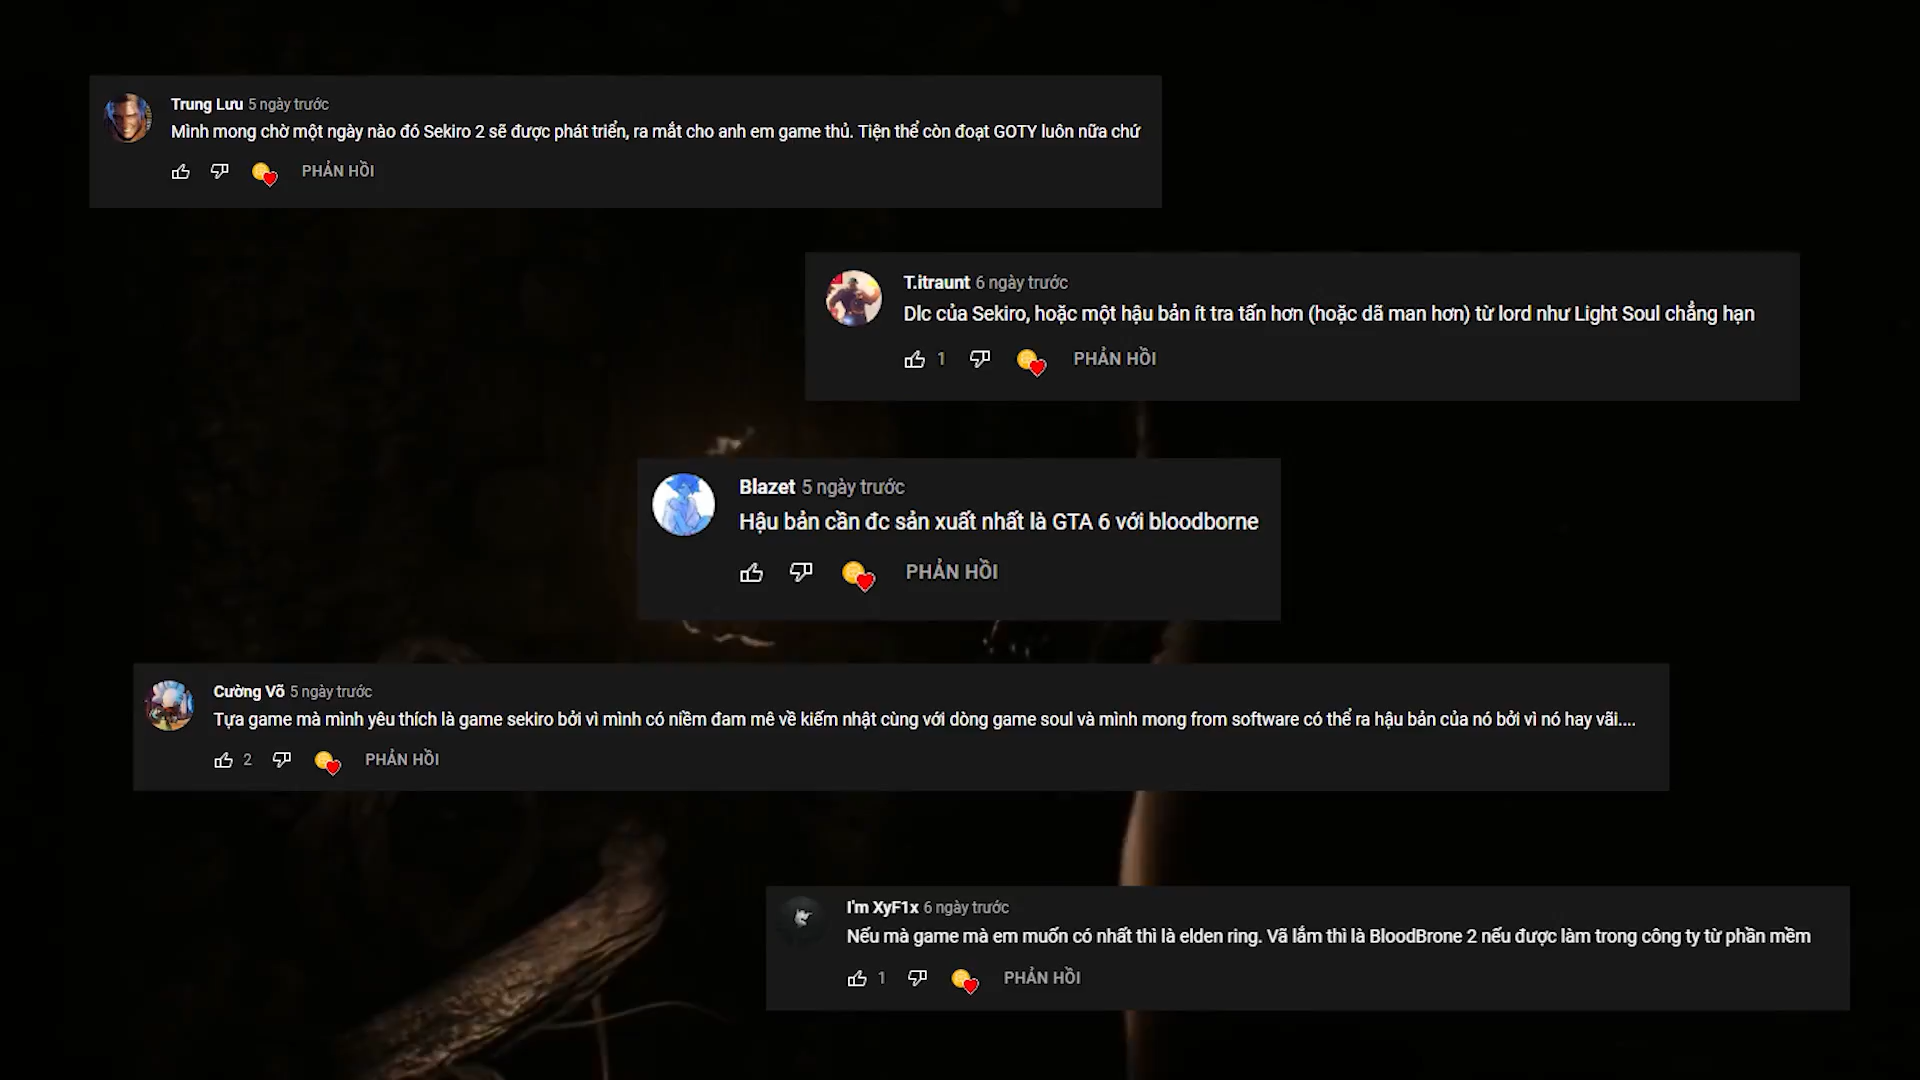 Trung Lưu 5 ngày trước
Mình mong chờ một ngày nào đó Sekiro 2 sẽ được phát triển, ra mắt cho anh em game thủ. Tiện thể còn đoạt GOTY luôn nữa chứ
PHẢN HỒI
T.itraunt 6 ngày trước
Dlc của Sekiro, hoặc một hậu bản ít tra tấn hơn (hoặc dã man hơn) từ lord như Light Soul chẳng hạn
1 PHẢN HỒI
Blazet 5 ngày trước
Hậu bản cần đc sản xuất nhất là GTA 6 với bloodborne
PHẢN HỒI
Cường Võ 5 ngày trước
Tựa game mà mình yêu thích là game sekiro bởi vì mình có niềm đam mê về kiếm nhật cùng với dòng game soul và mình mong from software có thể ra hậu bản của nó bởi vì nó hay vãi....
2 PHẢN HỒI
I'm XyF1x 6 ngày trước
Nếu mà game mà em muốn có nhất thì là elden ring. Vã lắm thì là BloodBrone 2 nếu được làm trong công ty từ phần mềm
1 PHẢN HỒI